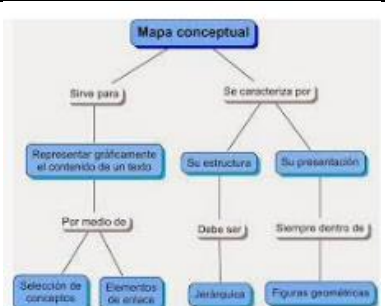 Mapa conceptual
Sirve para
Se caracteriza por
Representar gráficamente
el contenido de un texto
Su estructura
Su presentación
Por medio de
Debe ser
Siempre dentro de
Selección de
conceptos
Elementos
de enlace
Jerárquica
Figuras geométricas